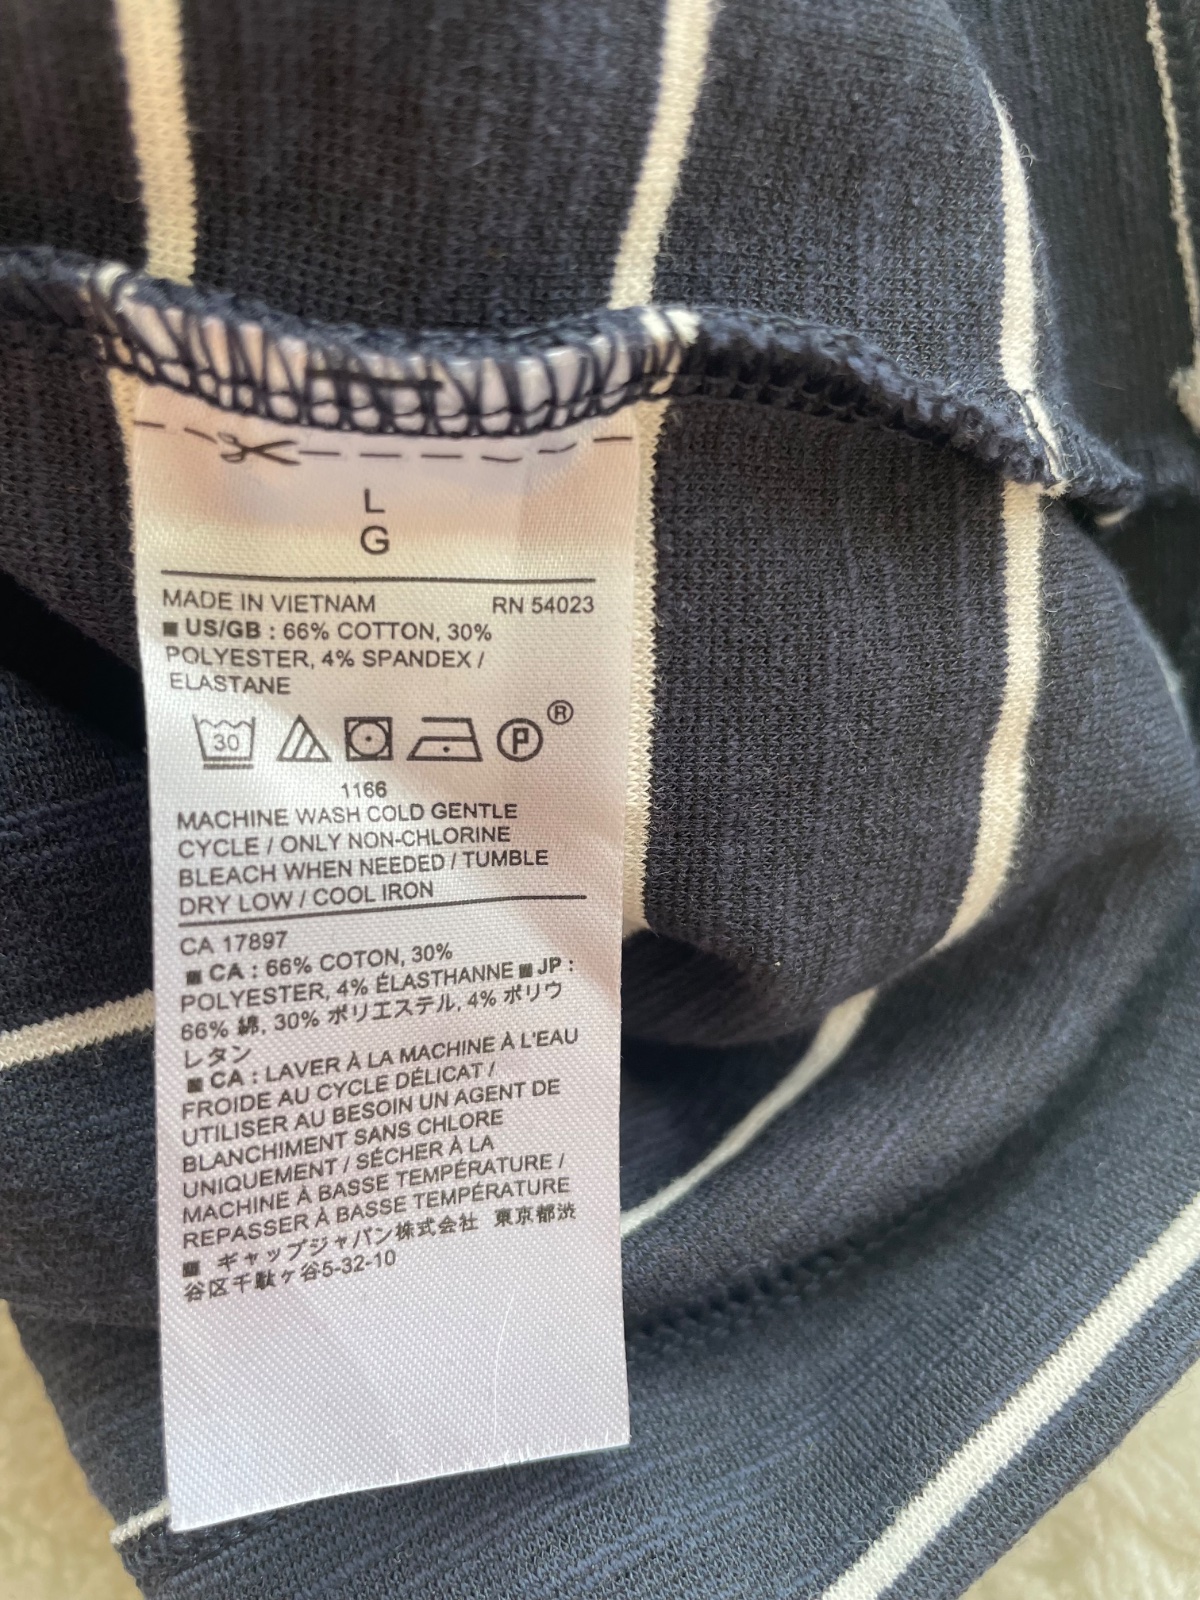 L
G
MADE IN VIETNAM RN 54023
■ US/GB : 66% COTTON, 30%
POLYESTER, 4% SPANDEX /
ELASTANE
30 P ®
1166
MACHINE WASH COLD GENTLE
CYCLE / ONLY NON-CHLORINE
BLEACH WHEN NEEDED / TUMBLE
DRY LOW / COOL IRON
CA 17897
■ CA : 66% COTON, 30%
POLYESTER, 4% ÉLASTHANNE ■ JP :
66% 綿, 30% ポリエステル, 4% ポリウ
レタン
■ CA : LAVER À LA MACHINE À L'EAU
FROIDE AU CYCLE DÉLICAT /
UTILISER AU BESOIN UN AGENT DE
BLANCHIMENT SANS CHLORE
UNIQUEMENT / SÉCHER À LA
MACHINE À BASSE TEMPÉRATURE /
REPASSER À BASSE TEMPÉRATURE
■ ギャップジャパン株式会社 東京都渋
谷区千駄ヶ谷5-32-10